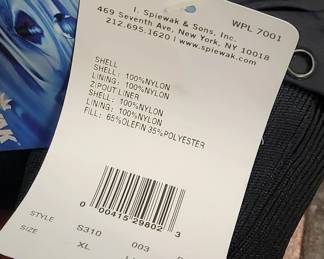 WPL 7001
I. Spiewak & Sons, Inc.
469 Seventh Ave, New York, NY 10018
212.695.1620 | www.spiewak.com
SHELL
SHELL: 100%NYLON
LINING: 100%NYLON
ZIPOUT LINER
SHELL: 100%NYLON
LINING: 100%NYLON
FILL: 65%OLEFIN 35%POLYESTER
0 00415 29802 3
STYLE S310 003
SIZE XL